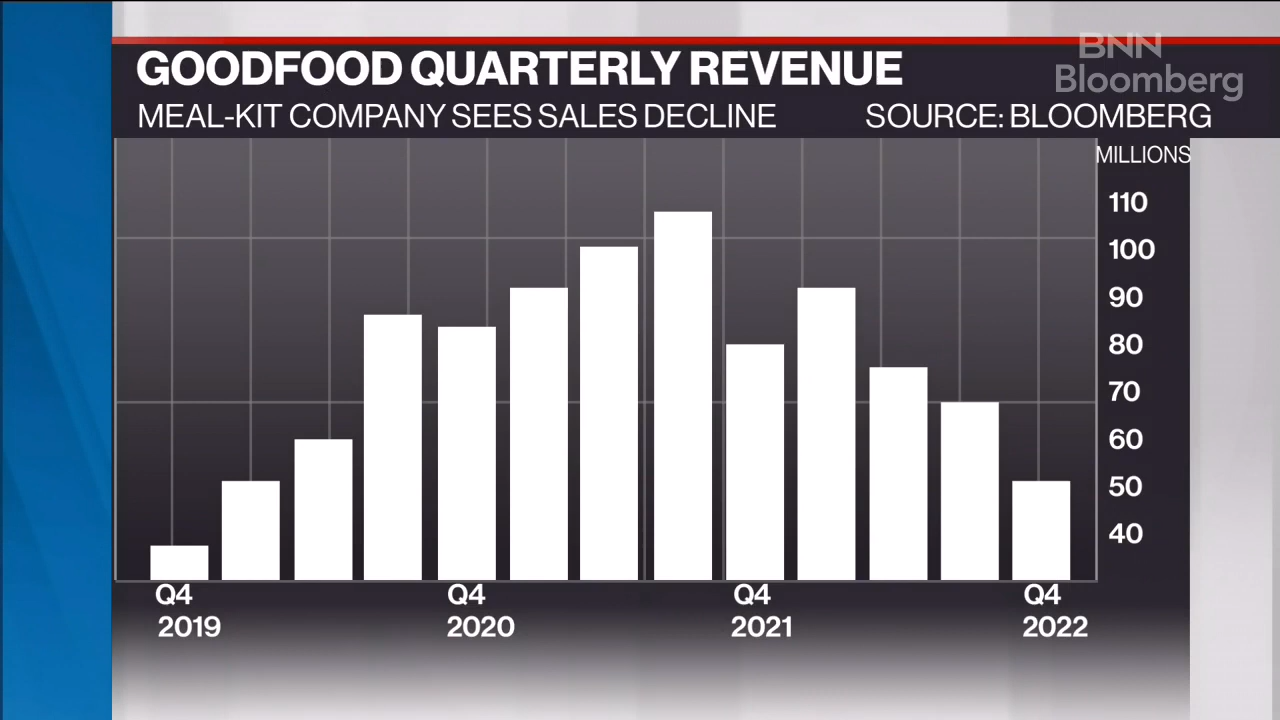 BNN
Bloomberg
GOODFOOD QUARTERLY REVENUE
MEAL-KIT COMPANY SEES SALES DECLINE
SOURCE: BLOOMBERG
MILLIONS
110
100
90
80
70
60
50
40
Q4
2019
Q4
2020
Q4
2021
Q4
2022